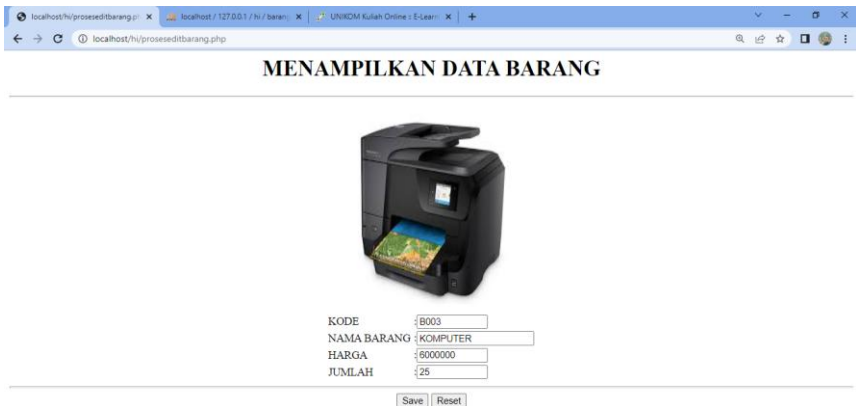 localhost/hi/proseseditbarang.p
localhost / 127.0.0.1 / hi / barang
UNIKOM Kuliah Online : E-Learn
localhost/hi/proseseditbarang.php
MENAMPILKAN DATA BARANG
KODE : B003
NAMA BARANG : KOMPUTER
HARGA : 6000000
JUMLAH : 25
Save Reset